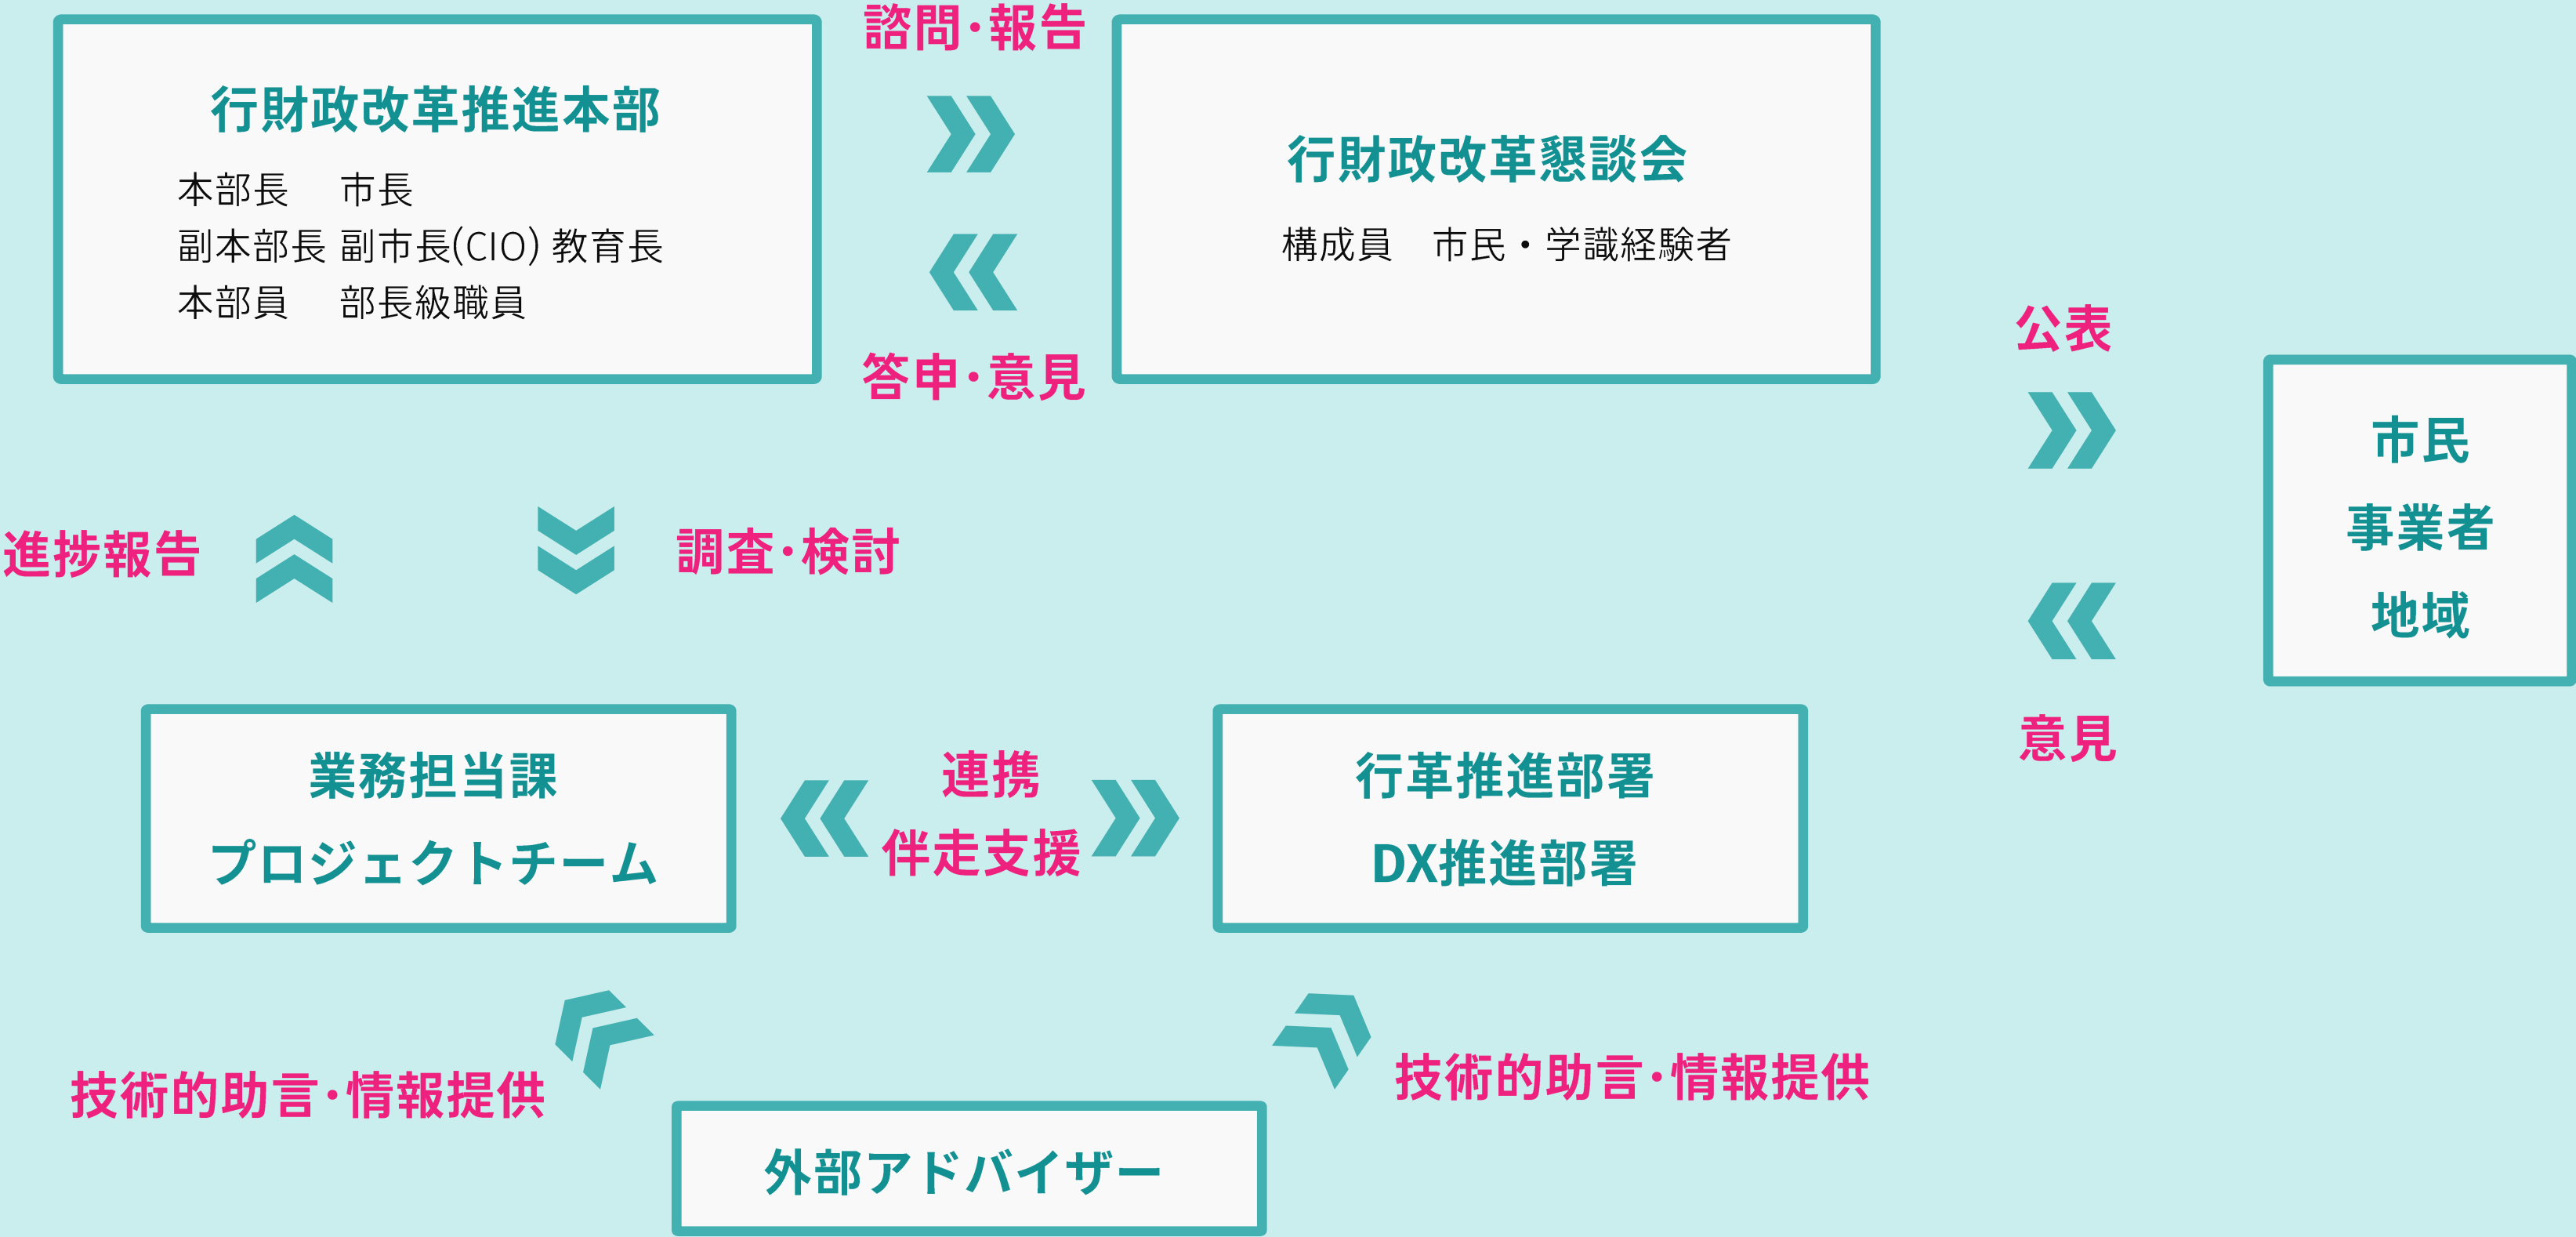 諮問･報告
行財政改革推進本部
本部長　市長
副本部長 副市長(CIO) 教育長
本部員　部長級職員
行財政改革懇談会
構成員　市民・学識経験者
答申･意見
公表
市民
事業者
地域
意見
進捗報告
調査･検討
業務担当課
プロジェクトチーム
連携
伴走支援
行革推進部署
DX推進部署
技術的助言･情報提供
技術的助言･情報提供
外部アドバイザー